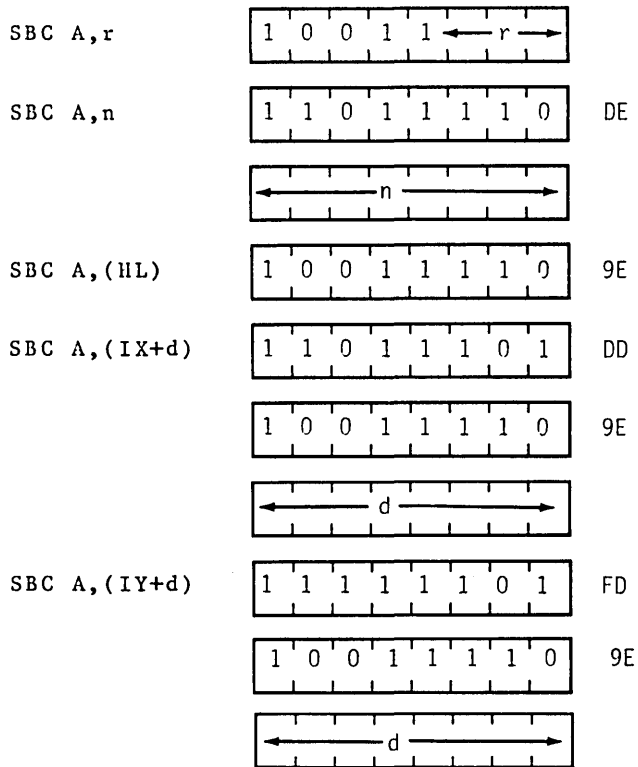 SBC A,r 1 0 0 1 1 r
SBC A,n 1 1 0 1 1 1 1 0 DE
n
SBC A,(HL) 1 0 0 1 1 1 1 0 9E
SBC A,(IX+d) 1 1 0 1 1 1 0 1 DD
1 0 0 1 1 1 1 0 9E
d
SBC A,(IY+d) 1 1 1 1 1 1 0 1 FD
1 0 0 1 1 1 1 0 9E
d